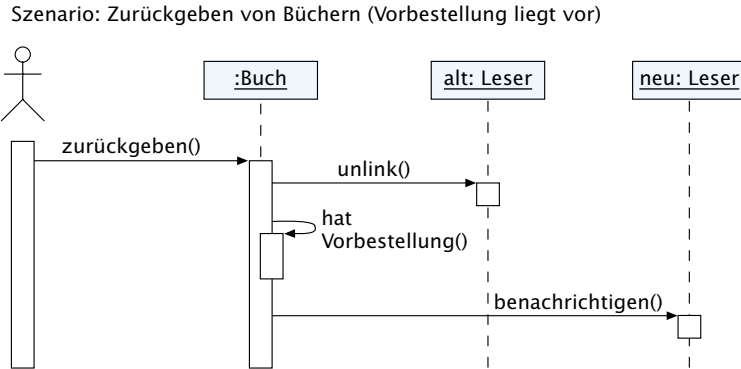 Szenario: Zurückgeben von Büchern (Vorbestellung liegt vor)
:Buch
alt: Leser
neu: Leser
zurückgeben()
unlink()
hat
Vorbestellung()
benachrichtigen()